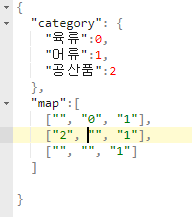 {
"category": {
"육류":0,
"어류":1,
"공산품":2
},
"map":[
["", "0", "1"],
["2", "", "1"],
["", "", "1"]
]
}